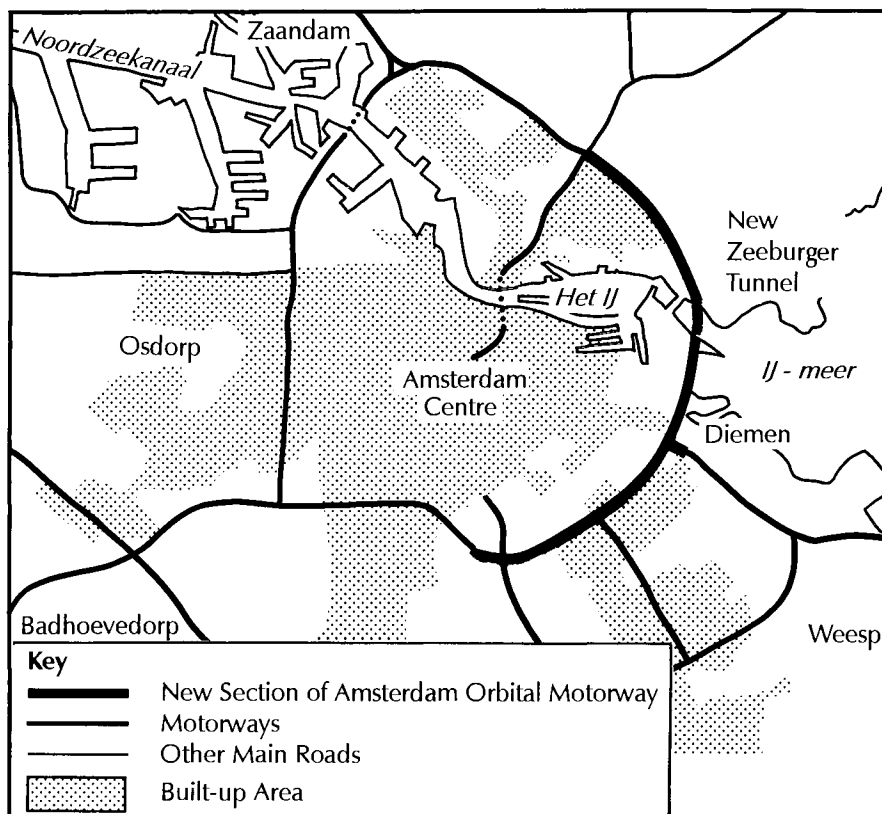 Zaandam
Noordzeekanaal
New
Zeeburger
Tunnel
Het IJ
Osdorp
Amsterdam
Centre
IJ - meer
Diemen
Badhoevedorp
Weesp
Key
New Section of Amsterdam Orbital Motorway
Motorways
Other Main Roads
Built-up Area